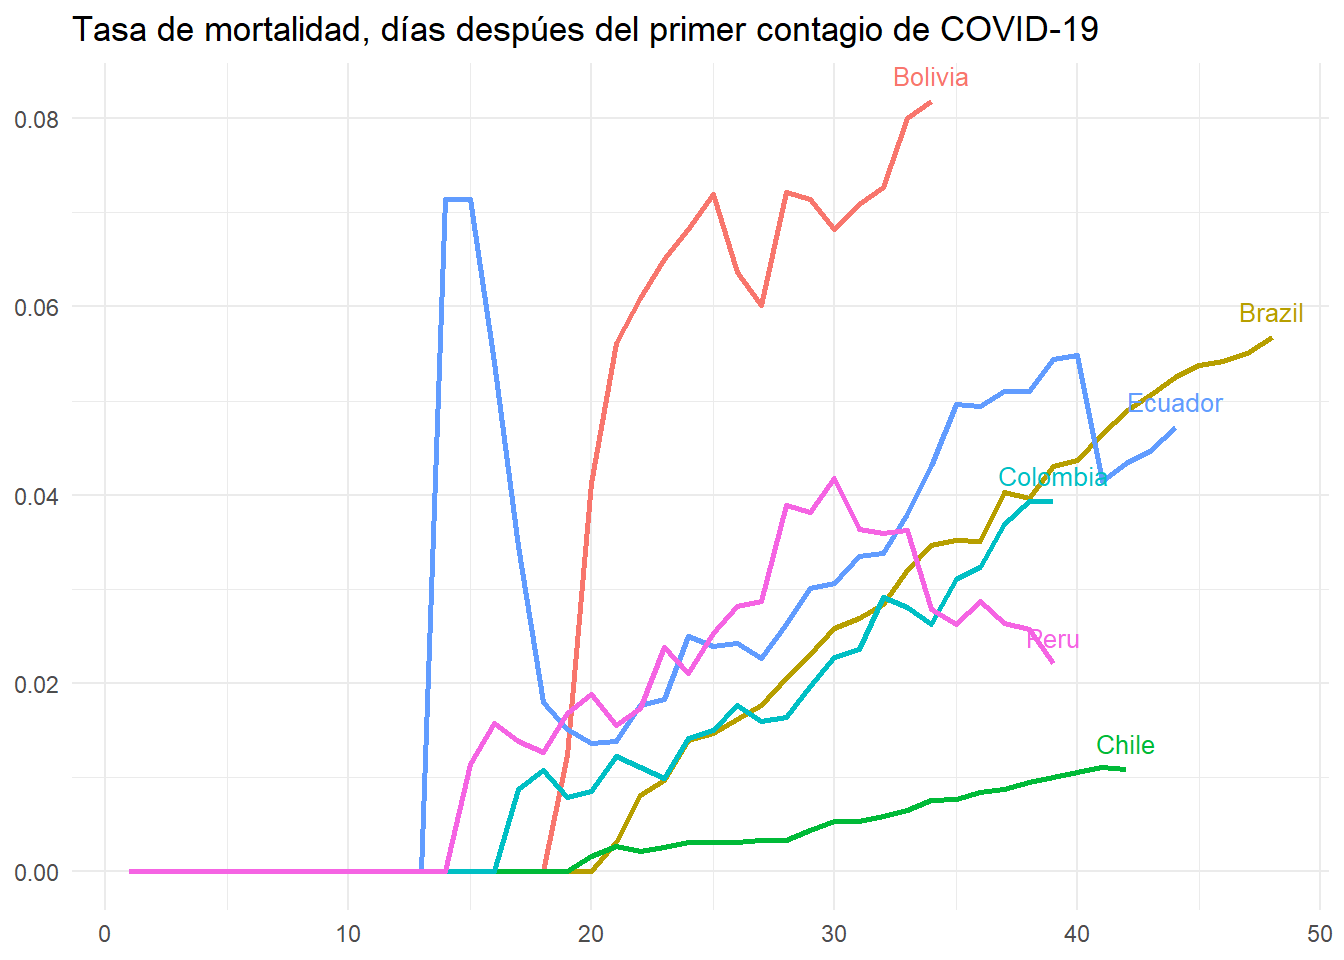 Tasa de mortalidad, días despúes del primer contagio de COVID-19
Bolivia
0.08
Brazil
0.06
Ecuador
Colombia
0.04
Peru
0.02
Chile
0.00
0 10 20 30 40 50